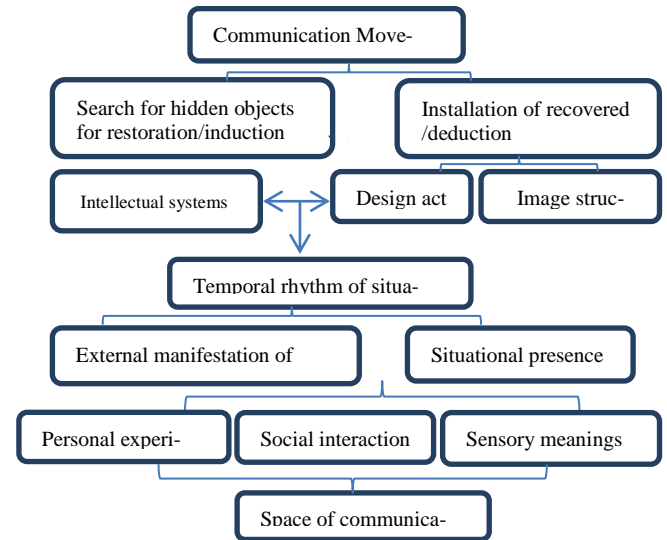 Communication Move-
Search for hidden objects
for restoration/induction
Installation of recovered
/deduction
Intellectual systems
Design act
Image struc-
Temporal rhythm of situa-
External manifestation of
Situational presence
Personal experi-
Social interaction
Sensory meanings
Space of communica-